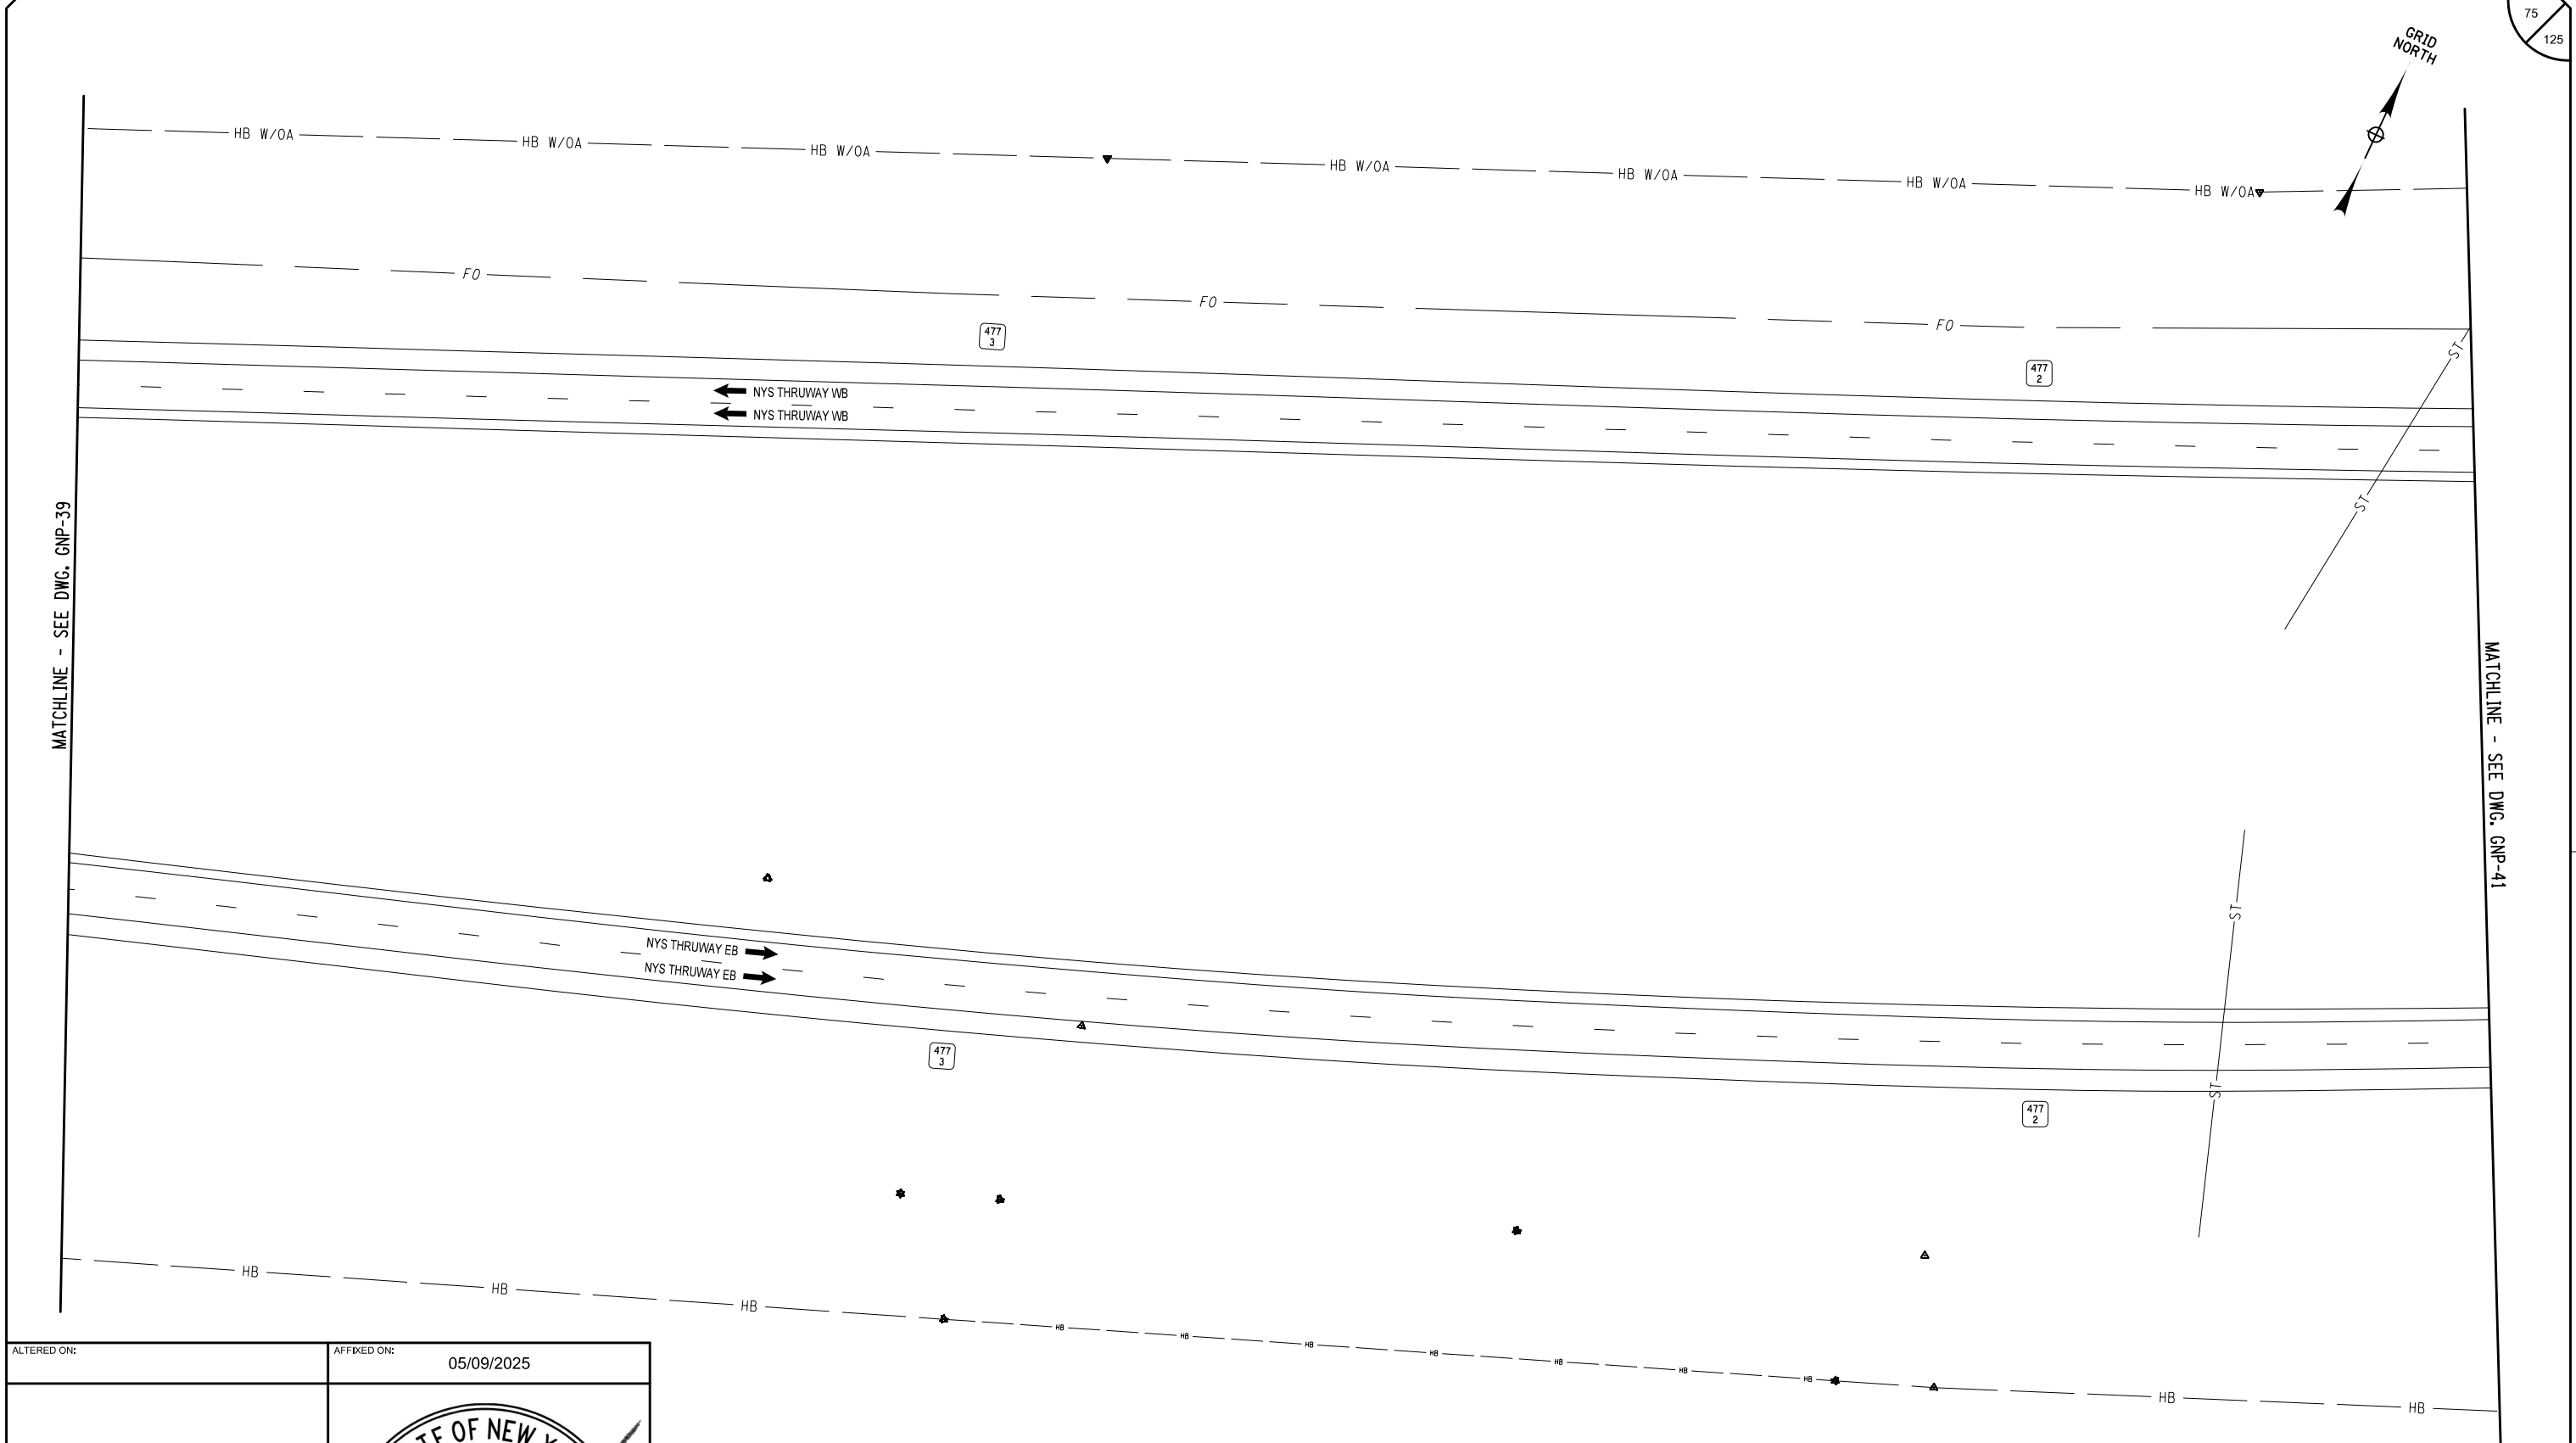 75
125
GRID
NORTH
HB W/OA
HB W/OA
HB W/OA
HB W/OA
HB W/OA
HB W/OA
HB W/OA
FO
FO
FO
477
3
477
2
ST
ST
NYS THRUWAY WB
NYS THRUWAY WB
MATCHLINE - SEE DWG. GNP-39
MATCHLINE - SEE DWG. GNP-41
ST
ST
NYS THRUWAY EB
NYS THRUWAY EB
477
3
477
2
HB
HB
HB
HB
HB
HB
HB
HB
HB
HB
HB
HB
ALTERED ON:
AFFIXED ON:
05/09/2025
OF NEW